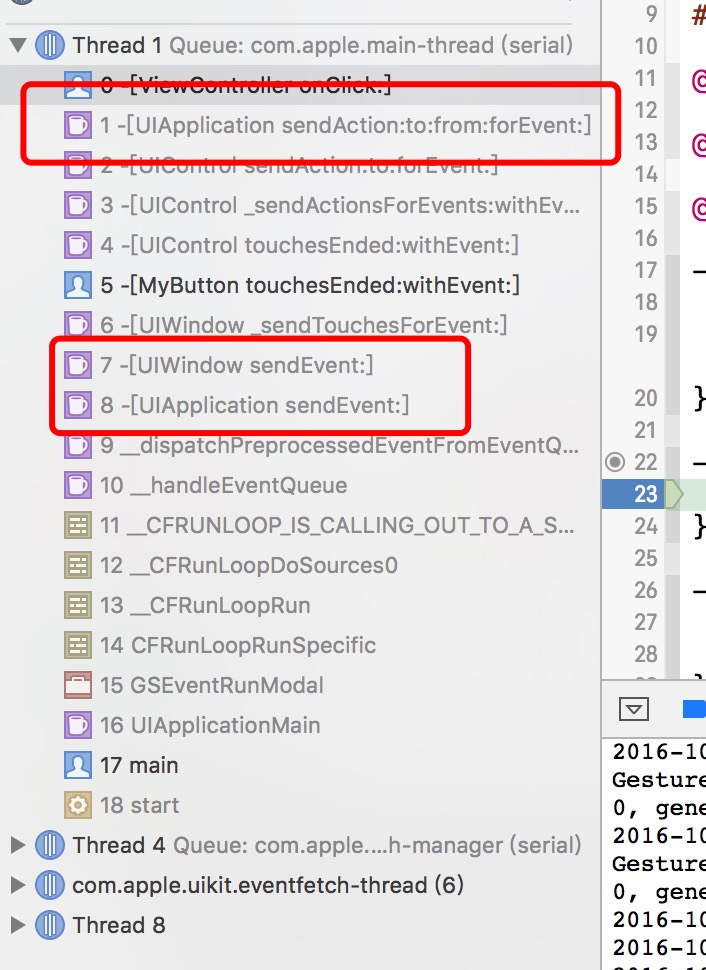 Thread 1 Queue: com.apple.main-thread (serial)
0 -[ViewController onClick:]
1 -[UIApplication sendAction:to:from:forEvent:]
2 -[UIControl sendAction:to:forEvent:]
3 -[UIControl _sendActionsForEvents:withEv...
4 -[UIControl touchesEnded:withEvent:]
5 -[MyButton touchesEnded:withEvent:]
6 -[UIWindow _sendTouchesForEvent:]
7 -[UIWindow sendEvent:]
8 -[UIApplication sendEvent:]
9 __dispatchPreprocessedEventFromEventQ...
10 __handleEventQueue
11 __CFRUNLOOP_IS_CALLING_OUT_TO_A_S...
12 __CFRunLoopDoSources0
13 __CFRunLoopRun
14 CFRunLoopRunSpecific
15 GSEventRunModal
16 UIApplicationMain
17 main
18 start
Thread 4 Queue: com.apple....h-manager (serial)
com.apple.uikit.eventfetch-thread (6)
Thread 8
9 #
10
11 @
12
13 @
14
15 @
16
17 -
18
19
20 }
21
22 -
23
24 }
25
26 -
27
28
2016-10
Gesture
0, gene
2016-10
Gesture
0, gene
2016-10
2016-10